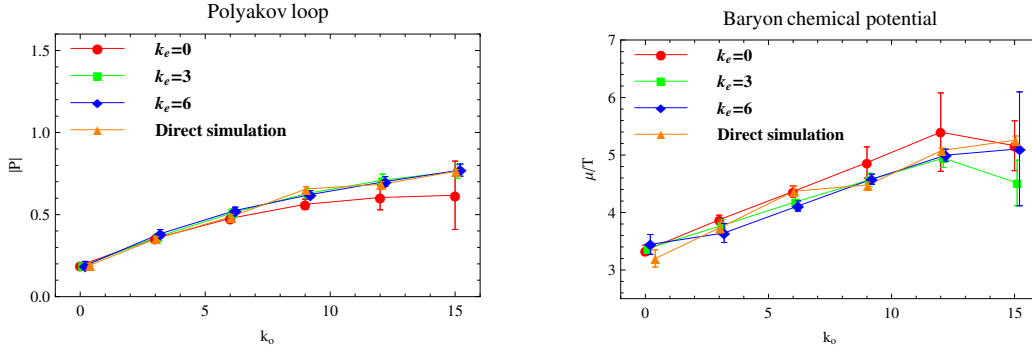 Polyakov loop
1.5
1.0
0.5
0.0
|P|
0
5
10
15
k_o
k_e=0
k_e=3
k_e=6
Direct simulation
Baryon chemical potential
7
6
5
4
3
μ/T
0
5
10
15
k_o
k_e=0
k_e=3
k_e=6
Direct simulation